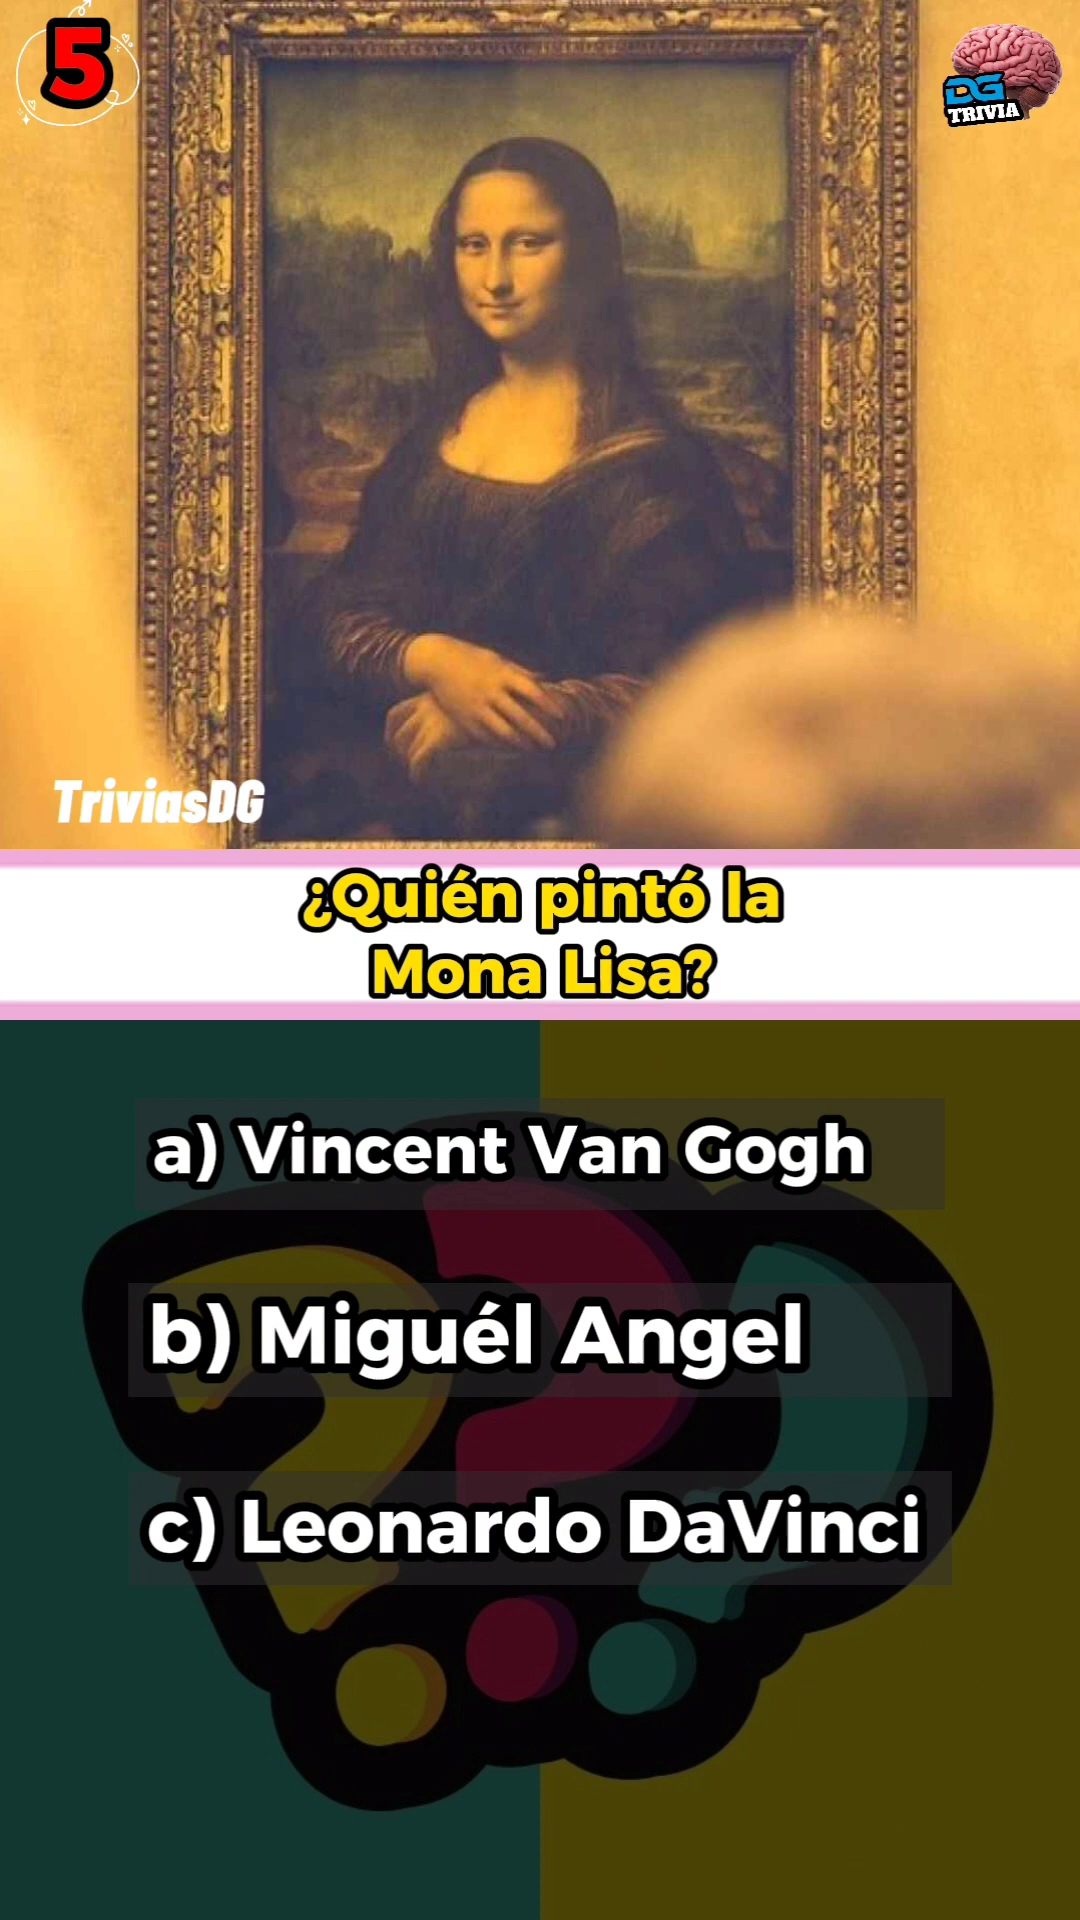 5
DG
TRIVIA
TriviasDG
¿Quién pintó la
Mona Lisa?
a) Vincent Van Gogh
b) Miguél Angel
c) Leonardo DaVinci